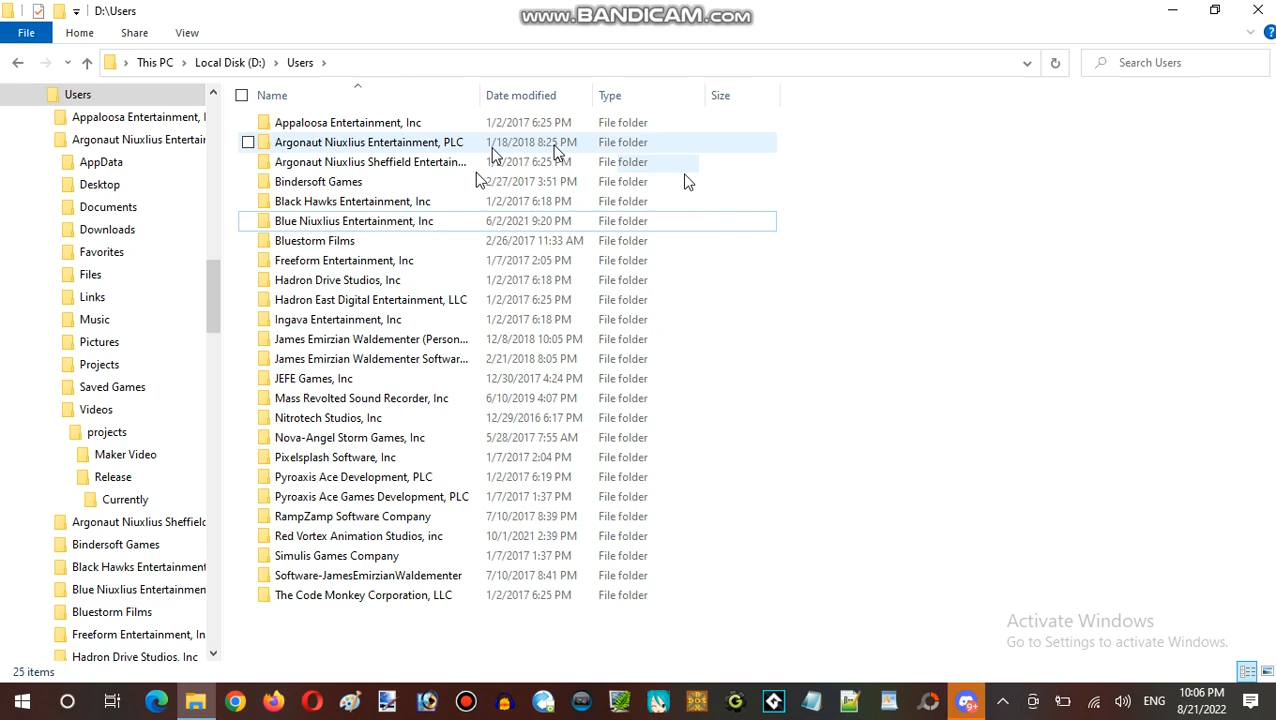 D:\Users
www.BANDICAM.com
File Home Share View
This PC Local Disk (D:) Users
Search Users
Name Date modified Type Size
Users
Appaloosa Entertainment, I
Argonaut Niuxlius Entertain
AppData
Desktop
Documents
Downloads
Favorites
Files
Links
Music
Pictures
Projects
Saved Games
Videos
projects
Maker Video
Release
Currently
Argonaut Niuxlius Sheffield
Bindersoft Games
Black Hawks Entertainment
Blue Niuxlius Entertainmen
Bluestorm Films
Freeform Entertainment, In
Hadron Drive Studios, Inc
Appaloosa Entertainment, Inc 1/2/2017 6:25 PM File folder
Argonaut Niuxlius Entertainment, PLC 1/18/2018 8:25 PM File folder
Argonaut Niuxlius Sheffield Entertain... 1/2/2017 6:25 PM File folder
Bindersoft Games 2/27/2017 3:51 PM File folder
Black Hawks Entertainment, Inc 1/2/2017 6:18 PM File folder
Blue Niuxlius Entertainment, Inc 6/2/2021 9:20 PM File folder
Bluestorm Films 2/26/2017 11:33 AM File folder
Freeform Entertainment, Inc 1/7/2017 2:05 PM File folder
Hadron Drive Studios, Inc 1/2/2017 6:18 PM File folder
Hadron East Digital Entertainment, LLC 1/2/2017 6:25 PM File folder
Ingava Entertainment, Inc 1/2/2017 6:18 PM File folder
James Emirzian Waldementer (Person... 12/8/2018 10:05 PM File folder
James Emirzian Waldementer Softwar... 2/21/2018 8:05 PM File folder
JEFE Games, Inc 12/30/2017 4:24 PM File folder
Mass Revolted Sound Recorder, Inc 6/10/2019 4:07 PM File folder
Nitrotech Studios, Inc 12/29/2016 6:17 PM File folder
Nova-Angel Storm Games, Inc 5/28/2017 7:55 AM File folder
Pixelsplash Software, Inc 1/7/2017 2:04 PM File folder
Pyroaxis Ace Development, PLC 1/2/2017 6:19 PM File folder
Pyroaxis Ace Games Development, PLC 1/7/2017 1:37 PM File folder
RampZamp Software Company 7/10/2017 8:39 PM File folder
Red Vortex Animation Studios, inc 10/1/2021 2:39 PM File folder
Simulis Games Company 1/7/2017 1:37 PM File folder
Software-JamesEmirzianWaldementer 7/10/2017 8:41 PM File folder
The Code Monkey Corporation, LLC 1/2/2017 6:25 PM File folder
Activate Windows
Go to Settings to activate Windows.
25 items
9+
ENG
10:06 PM
8/21/2022